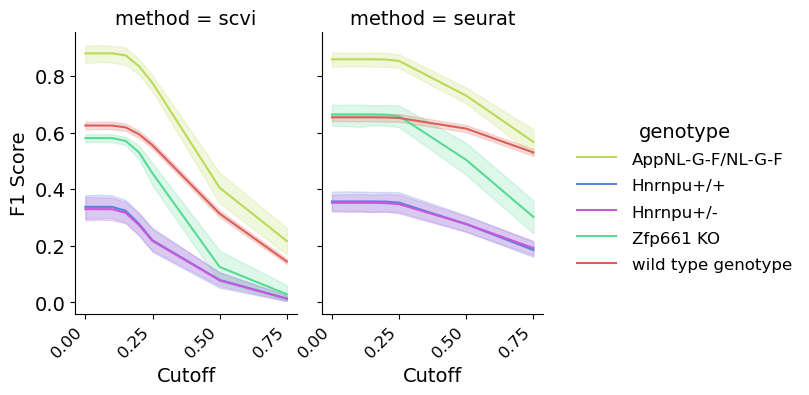 method = scvi
method = seurat
F1 Score
0.8
0.6
0.4
0.2
0.0
0.00
0.25
0.50
0.75
Cutoff
0.00
0.25
0.50
0.75
Cutoff
genotype
AppNL-G-F/NL-G-F
Hnrnpu+/+
Hnrnpu+/-
Zfp661 KO
wild type genotype